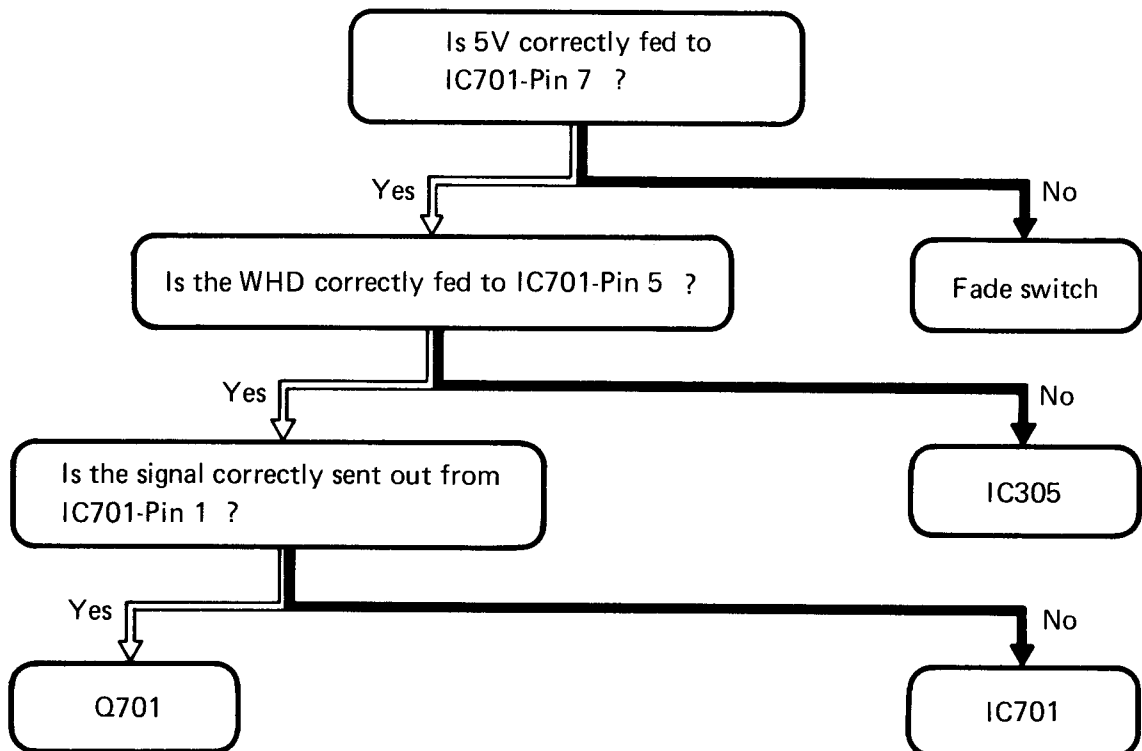 Is 5V correctly fed to
IC701-Pin 7 ?
Yes
No
Is the WHD correctly fed to IC701-Pin 5 ?
Fade switch
Yes
No
Is the signal correctly sent out from
IC701-Pin 1 ?
IC305
Yes
No
Q701
IC701